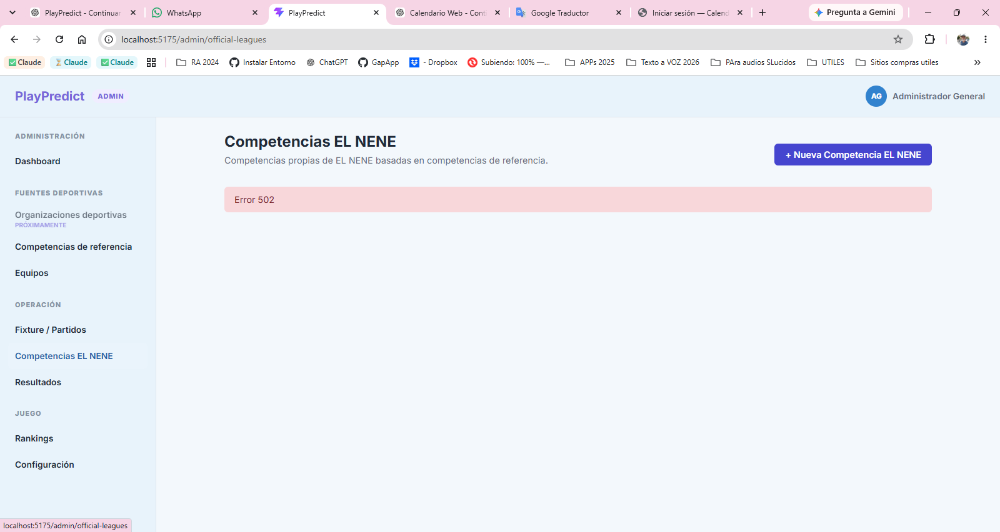 PlayPredict - Continuar
WhatsApp
PlayPredict
Calendario Web - Cont
Google Traductor
Iniciar sesión — Calend
Pregunta a Gemini
localhost:5175/admin/official-leagues
Claude
Claude
Claude
RA 2024
Instalar Entorno
ChatGPT
GapApp
- Dropbox
Subiendo: 100% —...
APPs 2025
Texto a VOZ 2026
PAra audios SLucidos
UTILES
Sitios compras utiles
PlayPredict ADMIN
AG Administrador General
ADMINISTRACIÓN
Dashboard
FUENTES DEPORTIVAS
Organizaciones deportivas
PRÓXIMAMENTE
Competencias de referencia
Equipos
OPERACIÓN
Fixture / Partidos
Competencias EL NENE
Resultados
JUEGO
Rankings
Configuración
Competencias EL NENE
Competencias propias de EL NENE basadas en competencias de referencia.
+ Nueva Competencia EL NENE
Error 502
localhost:5175/admin/official-leagues